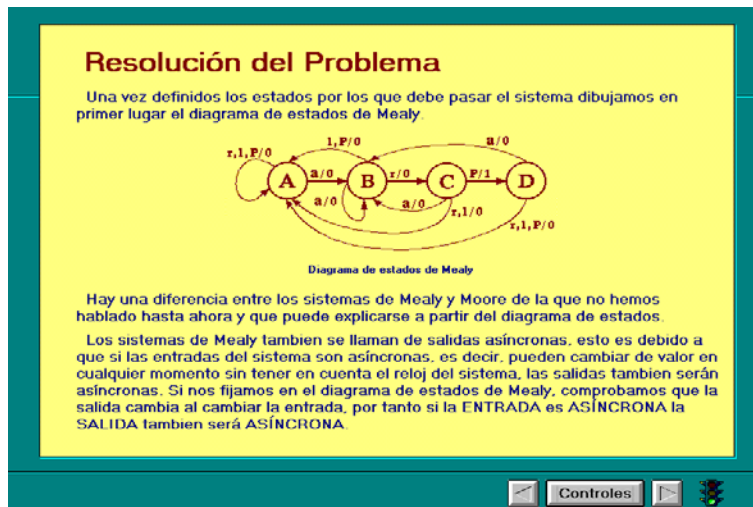 Resolución del Problema
Una vez definidos los estados por los que debe pasar el sistema dibujamos en
primer lugar el diagrama de estados de Mealy.
r,1,P/0
1,P/0
a/0
A
a/0
B
r/0
C
P/1
D
a/0
a/0
r,1/0
r,1,P/0
Diagrama de estados de Mealy
Hay una diferencia entre los sistemas de Mealy y Moore de la que no hemos
hablado hasta ahora y que puede explicarse a partir del diagrama de estados.
Los sistemas de Mealy tambien se llaman de salidas asíncronas, esto es debido a
que si las entradas del sistema son asíncronas, es decir, pueden cambiar de valor en
cualquier momento sin tener en cuenta el reloj del sistema, las salidas tambien serán
asíncronas. Si nos fijamos en el diagrama de estados de Mealy, comprobamos que la
salida cambia al cambiar la entrada, por tanto si la ENTRADA es ASÍNCRONA la
SALIDA tambien será ASÍNCRONA.
Controles